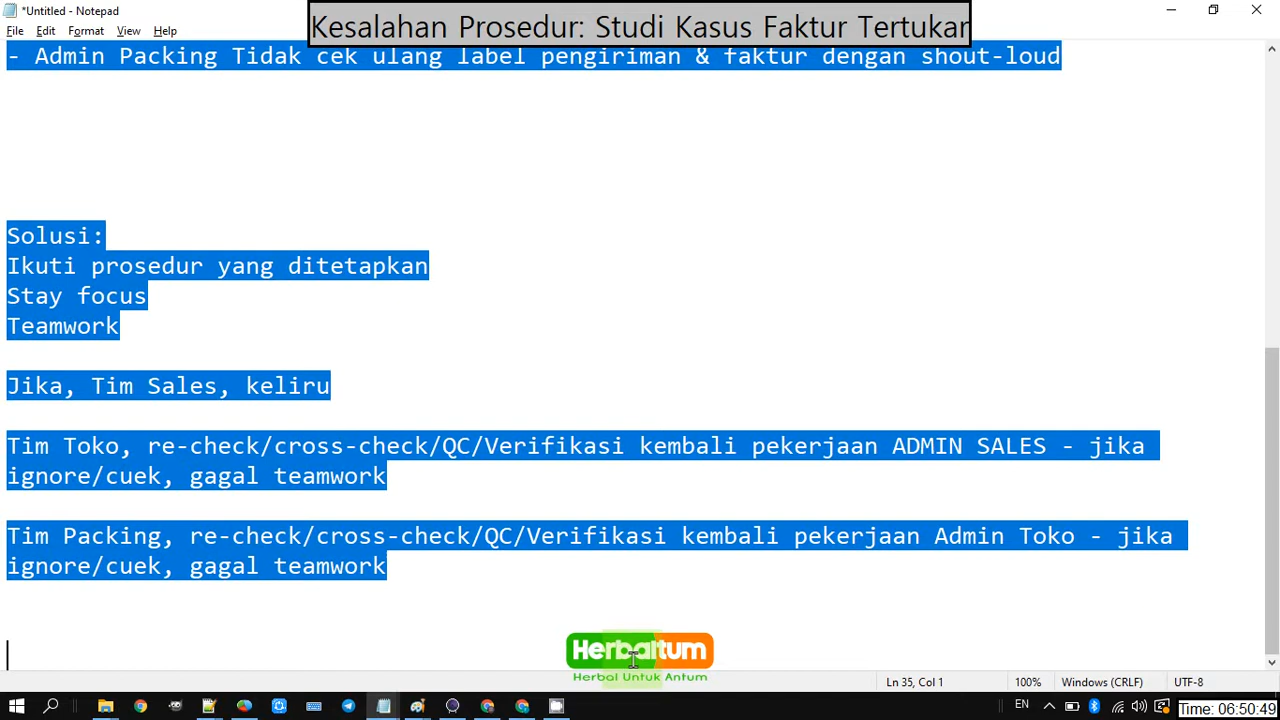 *Untitled - Notepad
Kesalahan Prosedur: Studi Kasus Faktur Tertukar
File Edit Format View Help
- Admin Packing Tidak cek ulang label pengiriman & faktur dengan shout-loud
Solusi:
Ikuti prosedur yang ditetapkan
Stay focus
Teamwork
Jika, Tim Sales, keliru
Tim Toko, re-check/cross-check/QC/Verifikasi kembali pekerjaan ADMIN SALES - jika
ignore/cuek, gagal teamwork
Tim Packing, re-check/cross-check/QC/Verifikasi kembali pekerjaan Admin Toko - jika
ignore/cuek, gagal teamwork
Herbaltum
Herbal Untuk Antum
Ln 35, Col 1 100% Windows (CRLF) UTF-8
EN Time: 06:50:49